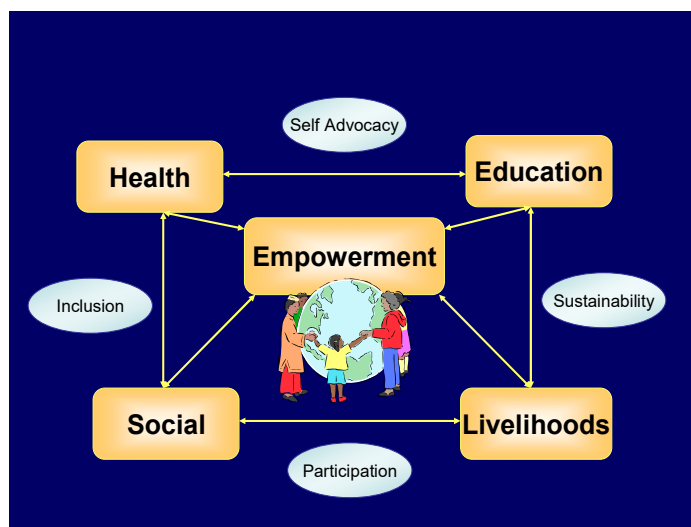 Self Advocacy
Health
Education
Empowerment
Inclusion
Sustainability
Social
Livelihoods
Participation